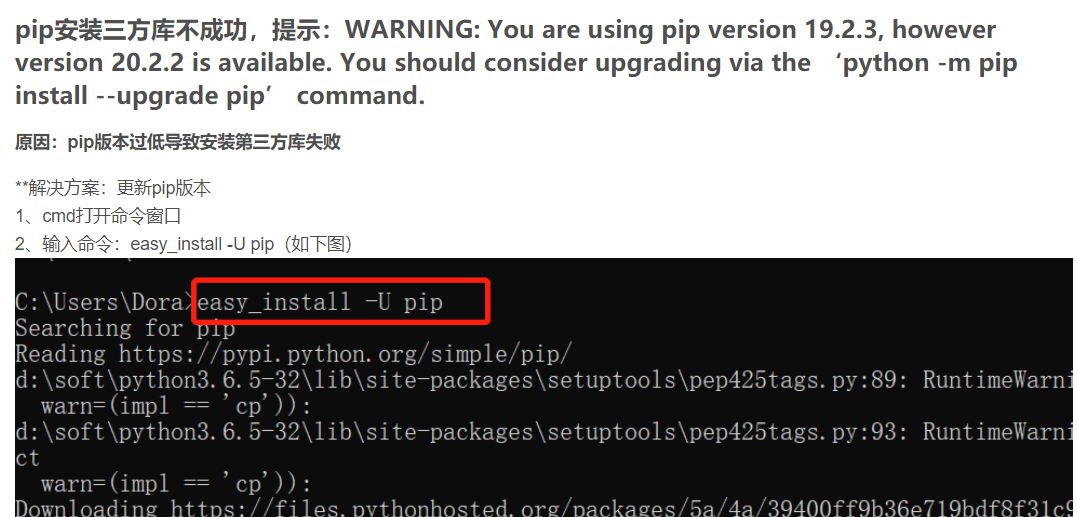 pip安装三方库不成功，提示：WARNING: You are using pip version 19.2.3, however
version 20.2.2 is available. You should consider upgrading via the ‘python -m pip
install --upgrade pip’ command.
原因：pip版本过低导致安装第三方库失败
**解决方案：更新pip版本
1、cmd打开命令窗口
2、输入命令：easy_install -U pip（如下图）
C:\Users\Dora>easy_install -U pip
Searching for pip
Reading https://pypi.python.org/simple/pip/
d:\soft\python3.6.5-32\lib\site-packages\setuptools\pep425tags.py:89: RuntimeWarni
warn=(impl == 'cp')):
d:\soft\python3.6.5-32\lib\site-packages\setuptools\pep425tags.py:93: RuntimeWarni
ct
warn=(impl == 'cp')):
Downloading https://files.pythonhosted.org/packages/5a/4a/39400ff9b36e719bdf8f31c9